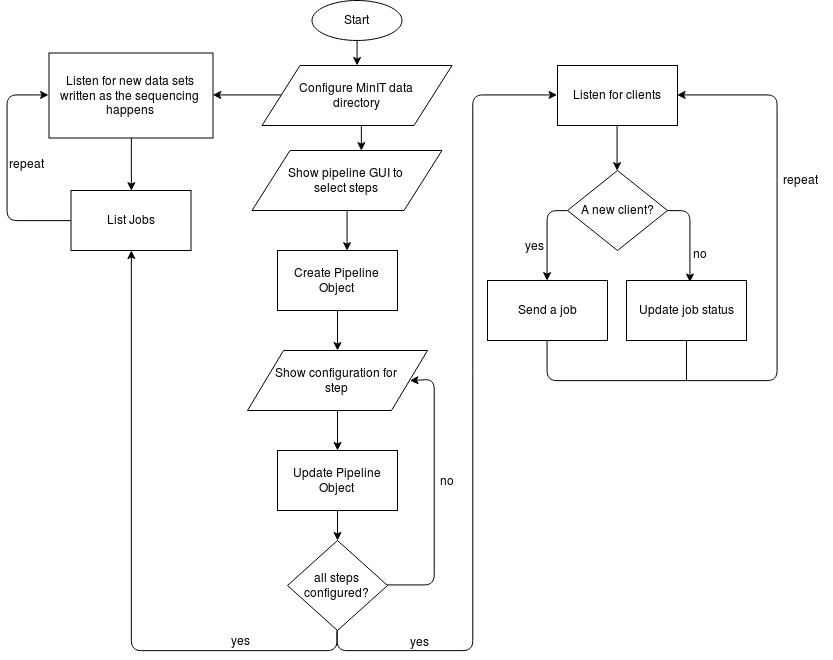 Start
Listen for new data sets
written as the sequencing
happens
Configure MinIT data
directory
Listen for clients
repeat
Show pipeline GUI to
select steps
repeat
List Jobs
A new client?
yes
no
Create Pipeline
Object
Send a job
Update job status
Show configuration for
step
Update Pipeline
Object
no
all steps
configured?
yes
yes